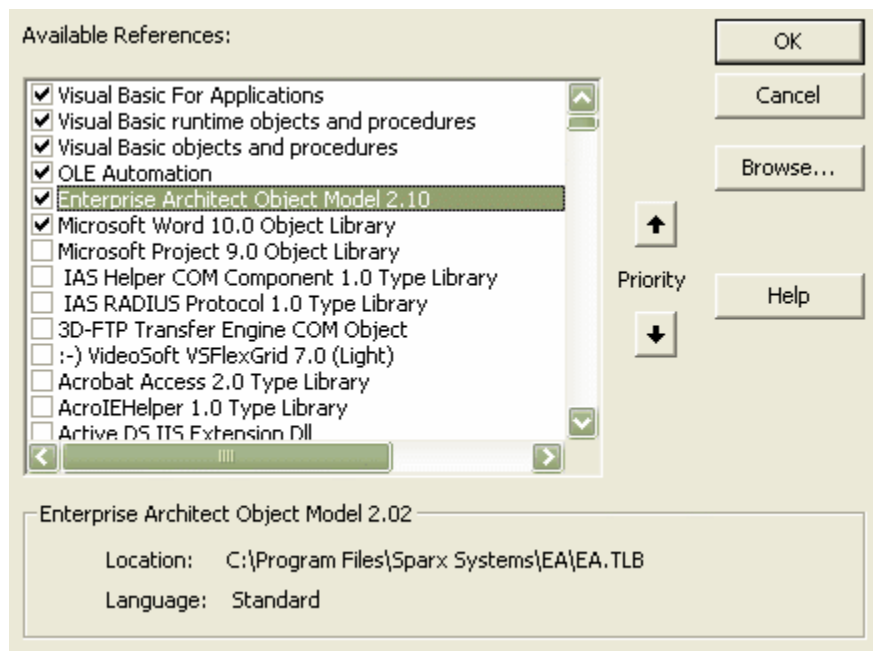 Available References:
OK
Visual Basic For Applications
Cancel
Visual Basic runtime objects and procedures
Visual Basic objects and procedures
OLE Automation
Browse...
Enterprise Architect Object Model 2.10
Microsoft Word 10.0 Object Library
Microsoft Project 9.0 Object Library
IAS Helper COM Component 1.0 Type Library
Priority
IAS RADIUS Protocol 1.0 Type Library
Help
3D-FTP Transfer Engine COM Object
:-) VideoSoft VSFlexGrid 7.0 (Light)
Acrobat Access 2.0 Type Library
AcroIEHelper 1.0 Type Library
Active DS IIS Extension Dll
Enterprise Architect Object Model 2.02
Location: C:\Program Files\Sparx Systems\EA\EA.TLB
Language: Standard